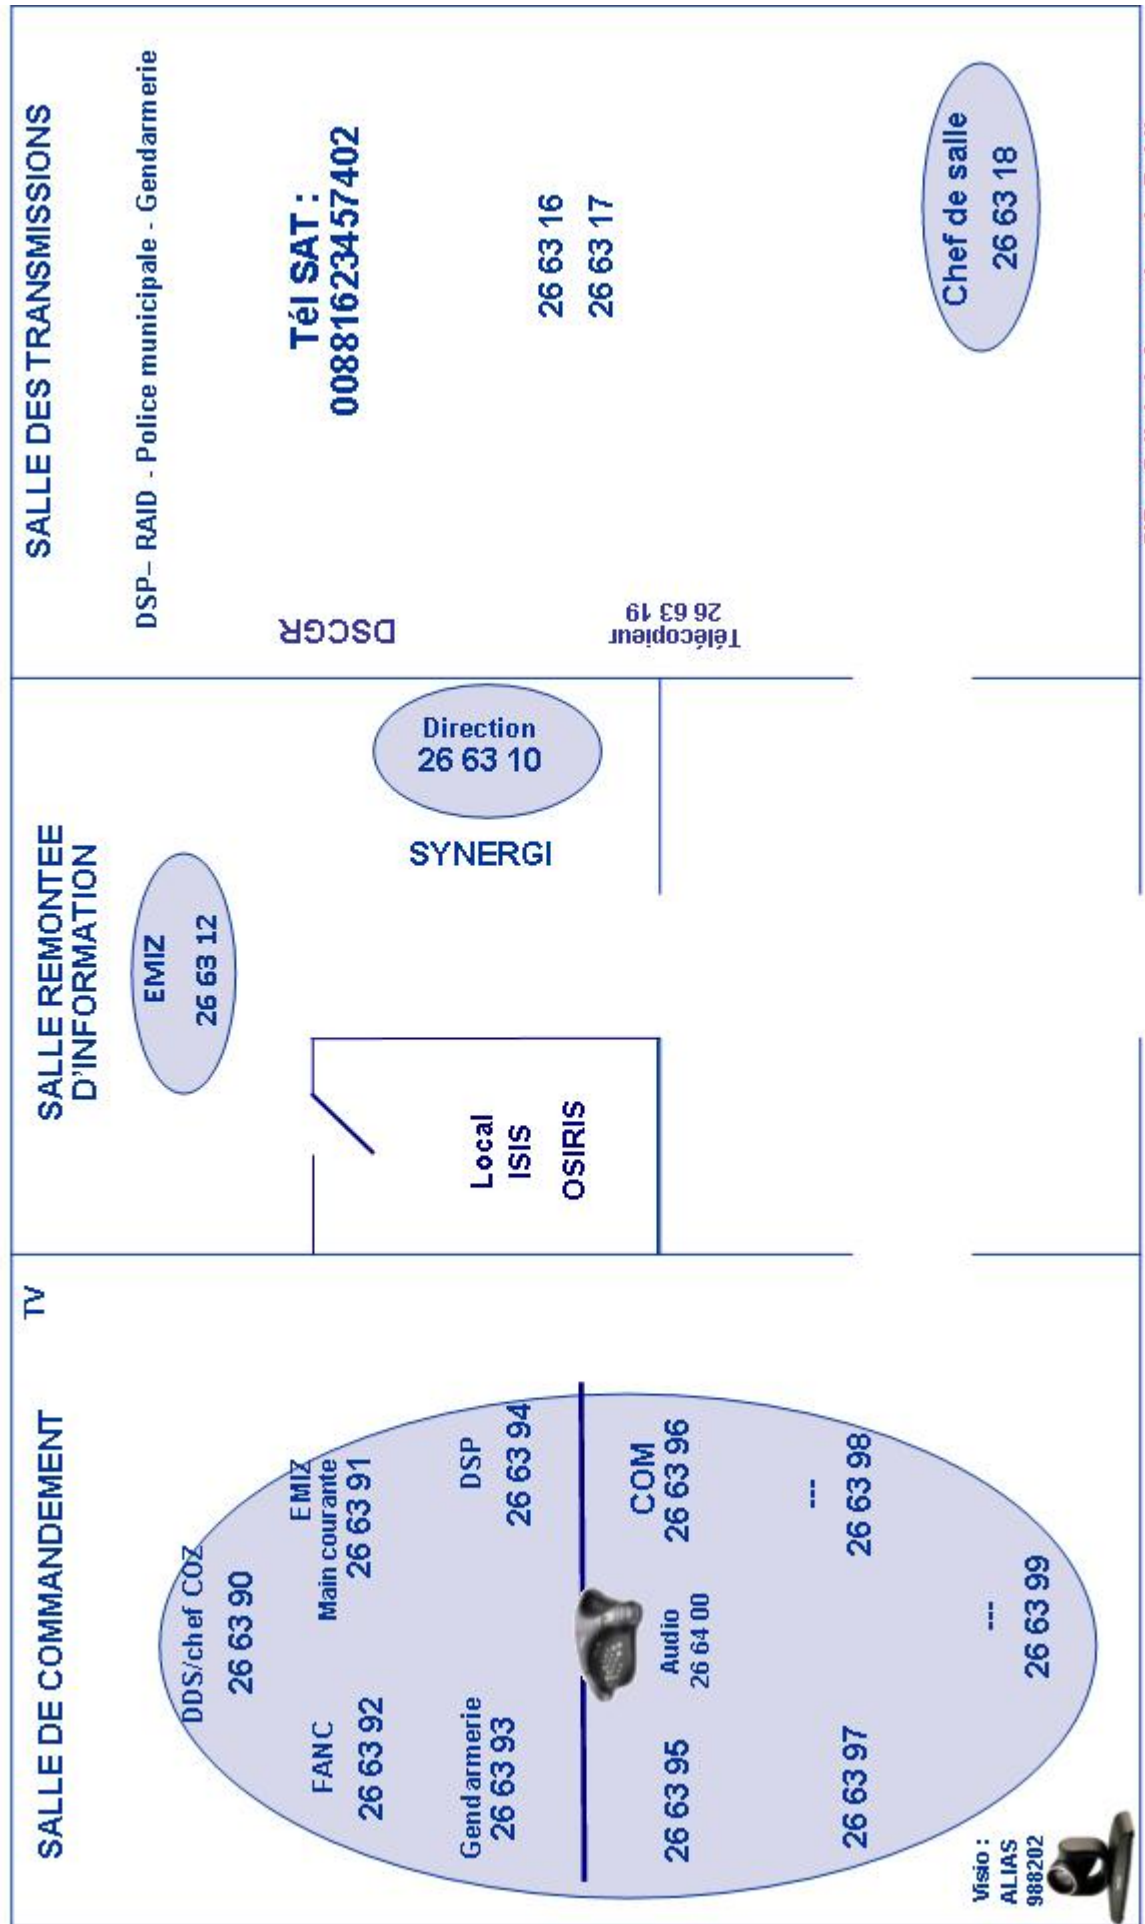 SALLE DE COMMANDEMENT
TV
DDS/chef COZ
26 63 90
EMIZ
Main courante
26 63 91
FANC
26 63 92
Gendarmerie
26 63 93
DSP
26 63 94
COM
26 63 96
Audio
26 64 00
26 63 95
---
26 63 98
26 63 97
---
26 63 99
Visio :
ALIAS
988202
SALLE REMONTEE
D'INFORMATION
EMIZ
26 63 12
Local
ISIS
OSIRIS
SYNERGI
Direction
26 63 10
SALLE DES TRANSMISSIONS
DSP– RAID - Police municipale - Gendarmerie
Tél SAT :
00881623457402
DSCGR
26 63 16
26 63 17
Télécopieur
26 63 19
Chef de salle
26 63 18